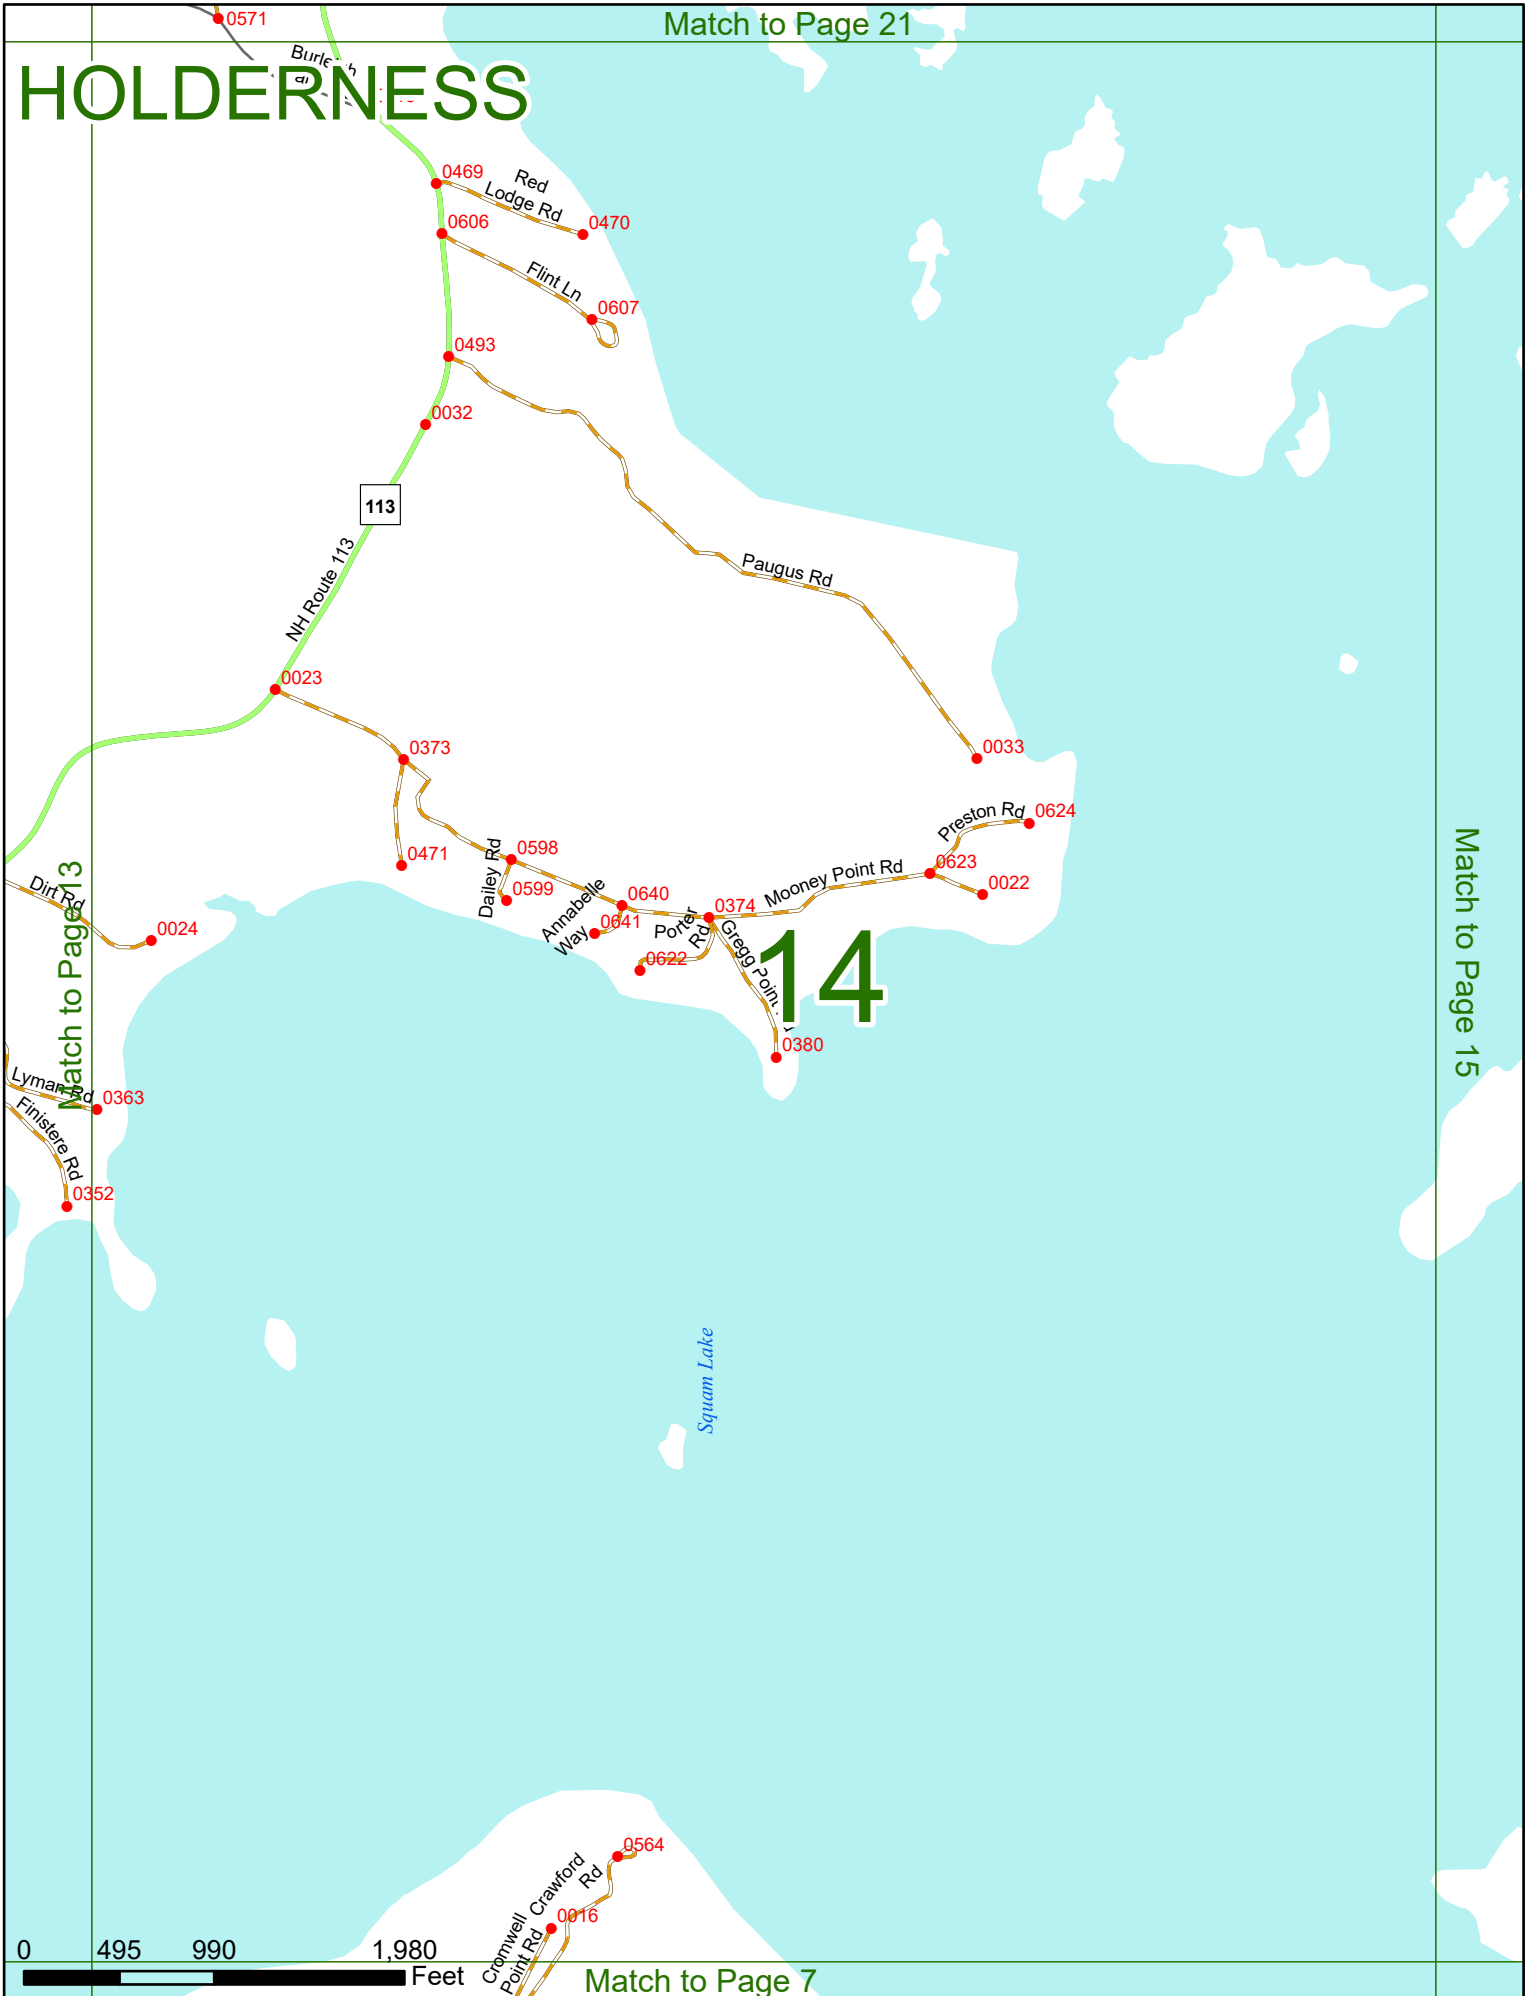 Match to Page 21
0571
HOLDERNESS
0469
Red
Lodge Rd
0470
0606
Flint Ln
0607
0493
0032
113
NH Route 113
Paugus Rd
0023
0373
0033
0471
Preston Rd
0624
0598
Dailey Rd
0599
Mooney Point Rd
0623
0022
Annabelle
Way
0640
0641
0374
Porter
Rd
Gregg Point
0622
14
0380
Dirt Rd
0024
Match to Page 13
Match to Page 15
Lyman Rd
0363
Finistere Rd
0352
Squam Lake
0564
Crawford
Rd
0016
Cromwell
Point Rd
0 495 990 1,980
Feet
Match to Page 7